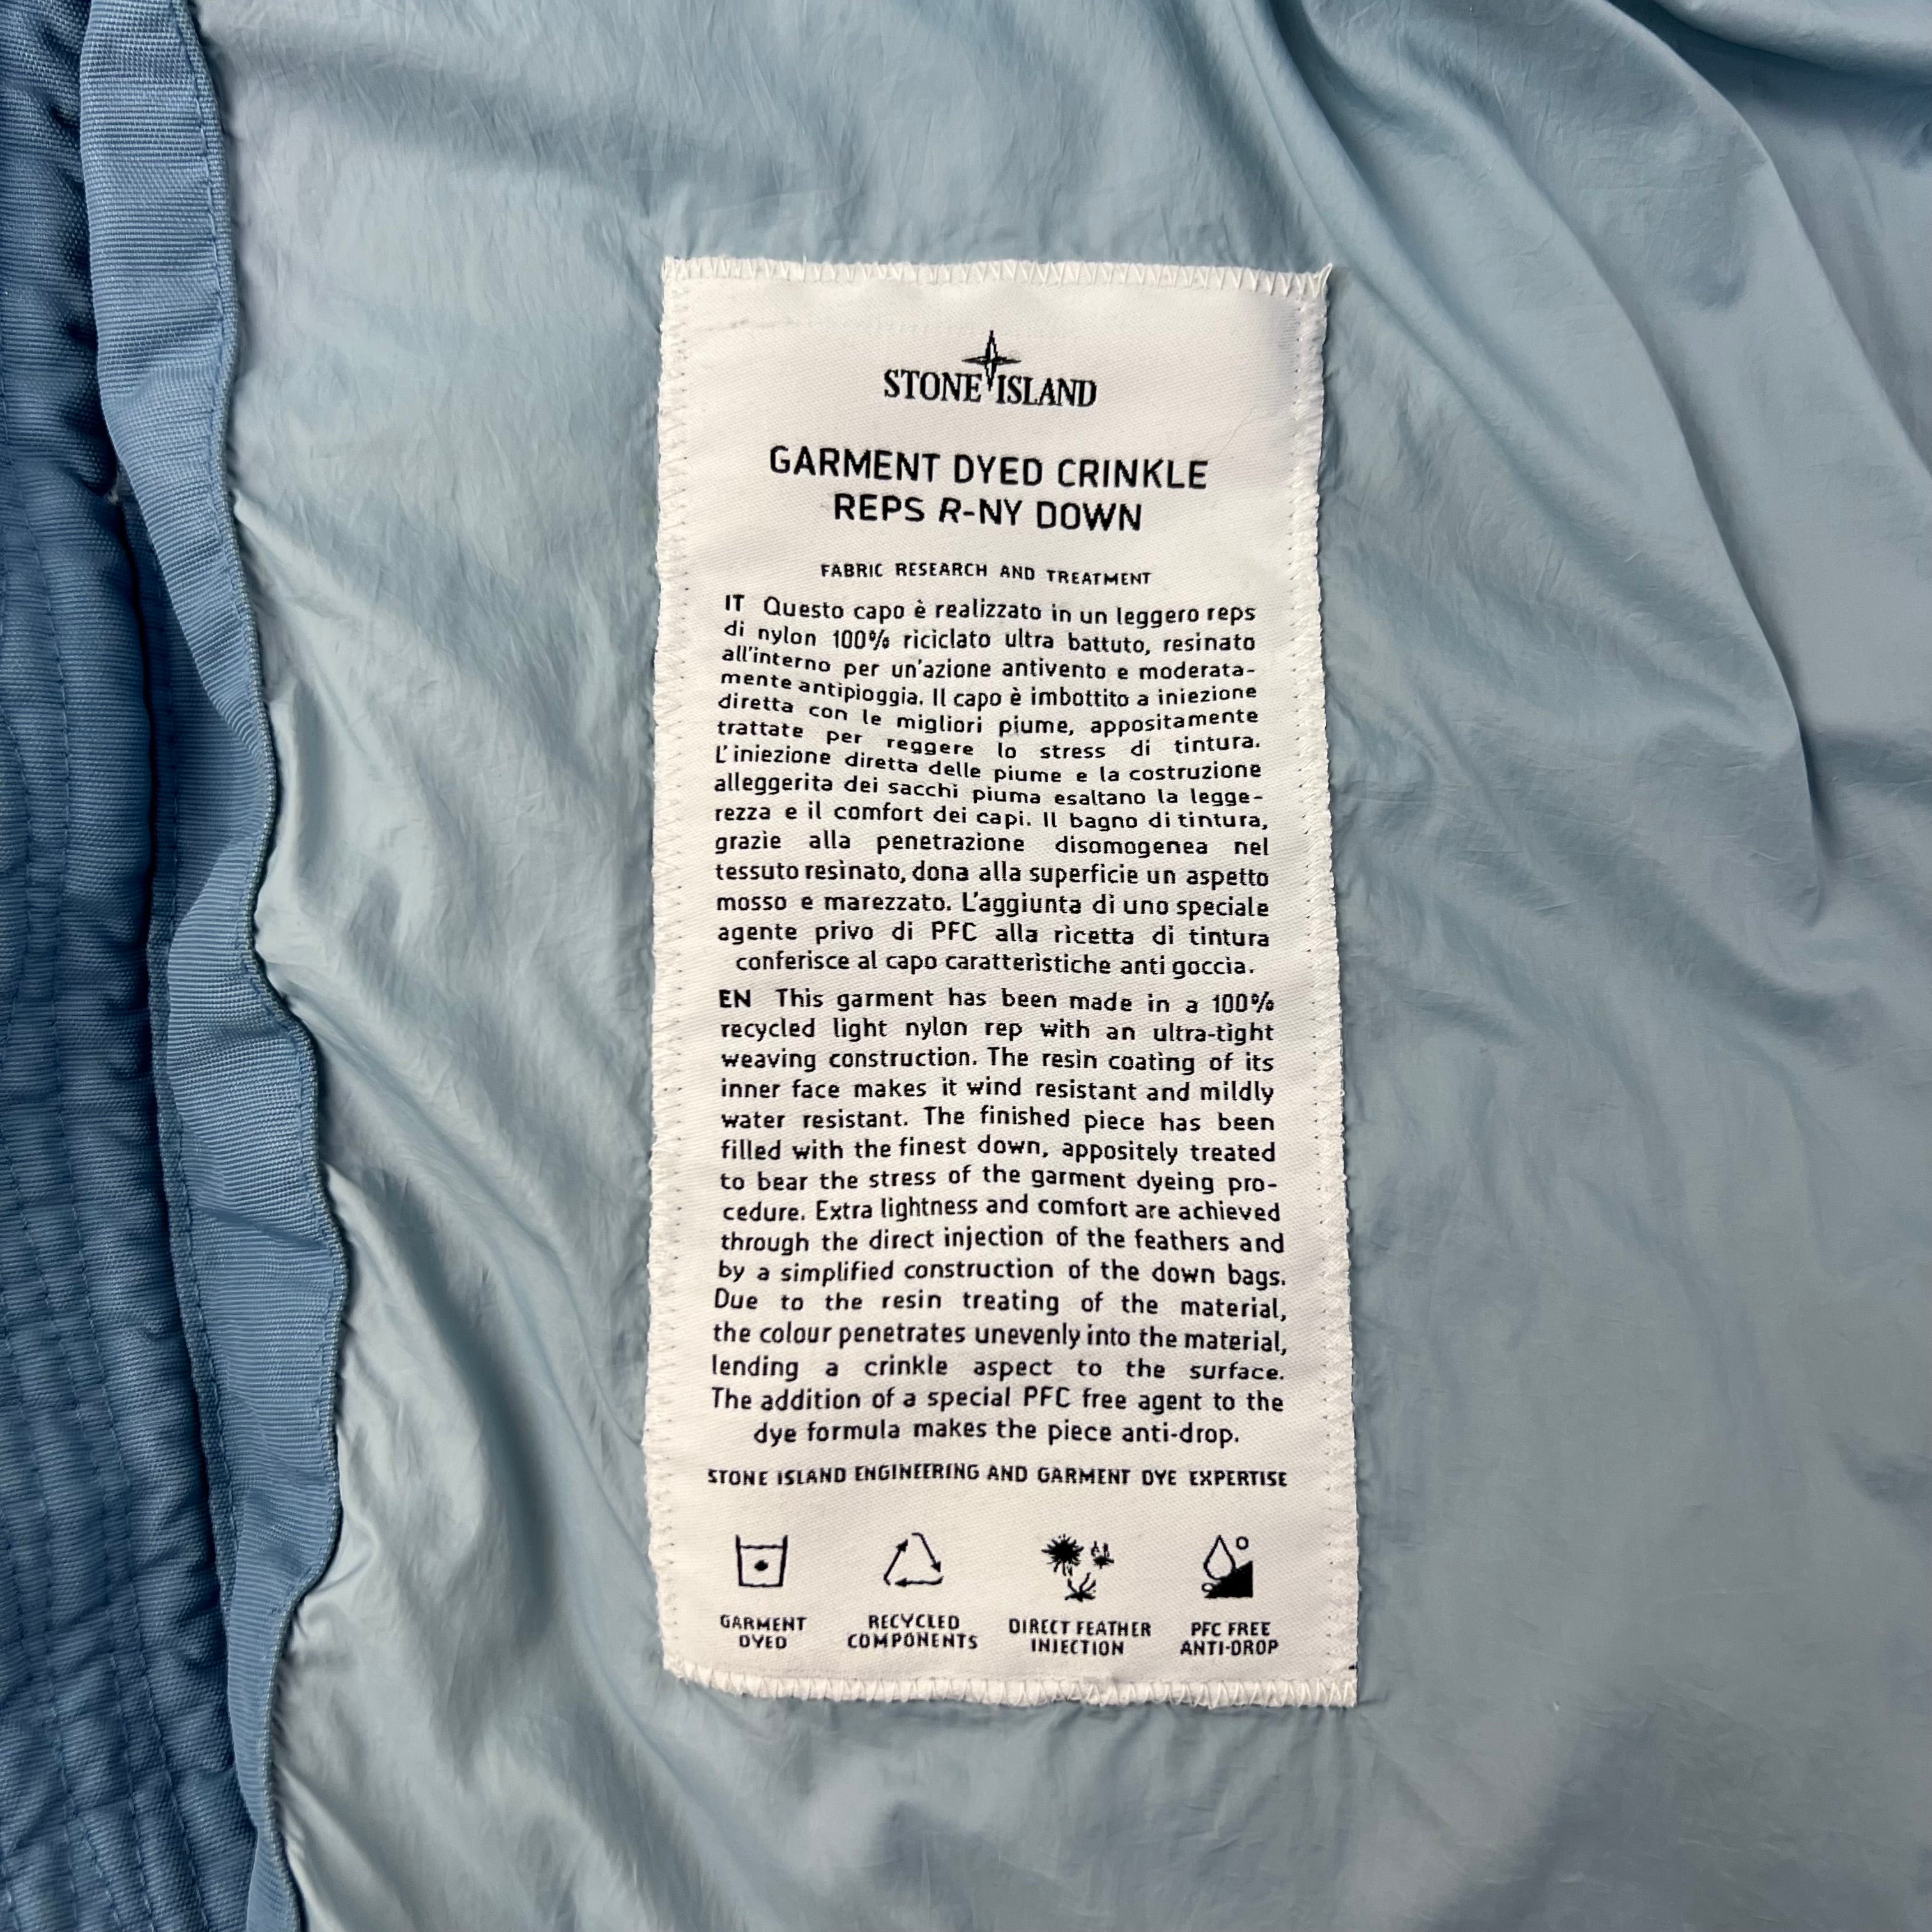 STONE ISLAND
GARMENT DYED CRINKLE
REPS R-NY DOWN
FABRIC RESEARCH AND TREATMENT
IT Questo capo è realizzato in un leggero reps
di nylon 100% riciclato ultra battuto, resinato
all'interno per un'azione antivento e moderata-
mente antipioggia. Il capo è imbottito a iniezione
diretta con le migliori piume, appositamente
trattate per reggere lo stress di tintura.
L'iniezione diretta delle piume e la costruzione
alleggerita dei sacchi piuma esaltano la legge-
rezza e il comfort dei capi. Il bagno di tintura,
grazie alla penetrazione disomogenea nel
tessuto resinato, dona alla superficie un aspetto
mosso e marezzato. L'aggiunta di uno speciale
agente privo di PFC alla ricetta di tintura
conferisce al capo caratteristiche anti goccia.
EN This garment has been made in a 100%
recycled light nylon rep with an ultra-tight
weaving construction. The resin coating of its
inner face makes it wind resistant and mildly
water resistant. The finished piece has been
filled with the finest down, appositely treated
to bear the stress of the garment dyeing pro-
cedure. Extra lightness and comfort are achieved
through the direct injection of the feathers and
by a simplified construction of the down bags.
Due to the resin treating of the material,
the colour penetrates unevenly into the material,
lending a crinkle aspect to the surface.
The addition of a special PFC free agent to the
dye formula makes the piece anti-drop.
STONE ISLAND ENGINEERING AND GARMENT DYE EXPERTISE
GARMENT
DYED
RECYCLED
COMPONENTS
DIRECT FEATHER
INJECTION
PFC FREE
ANTI-DROP